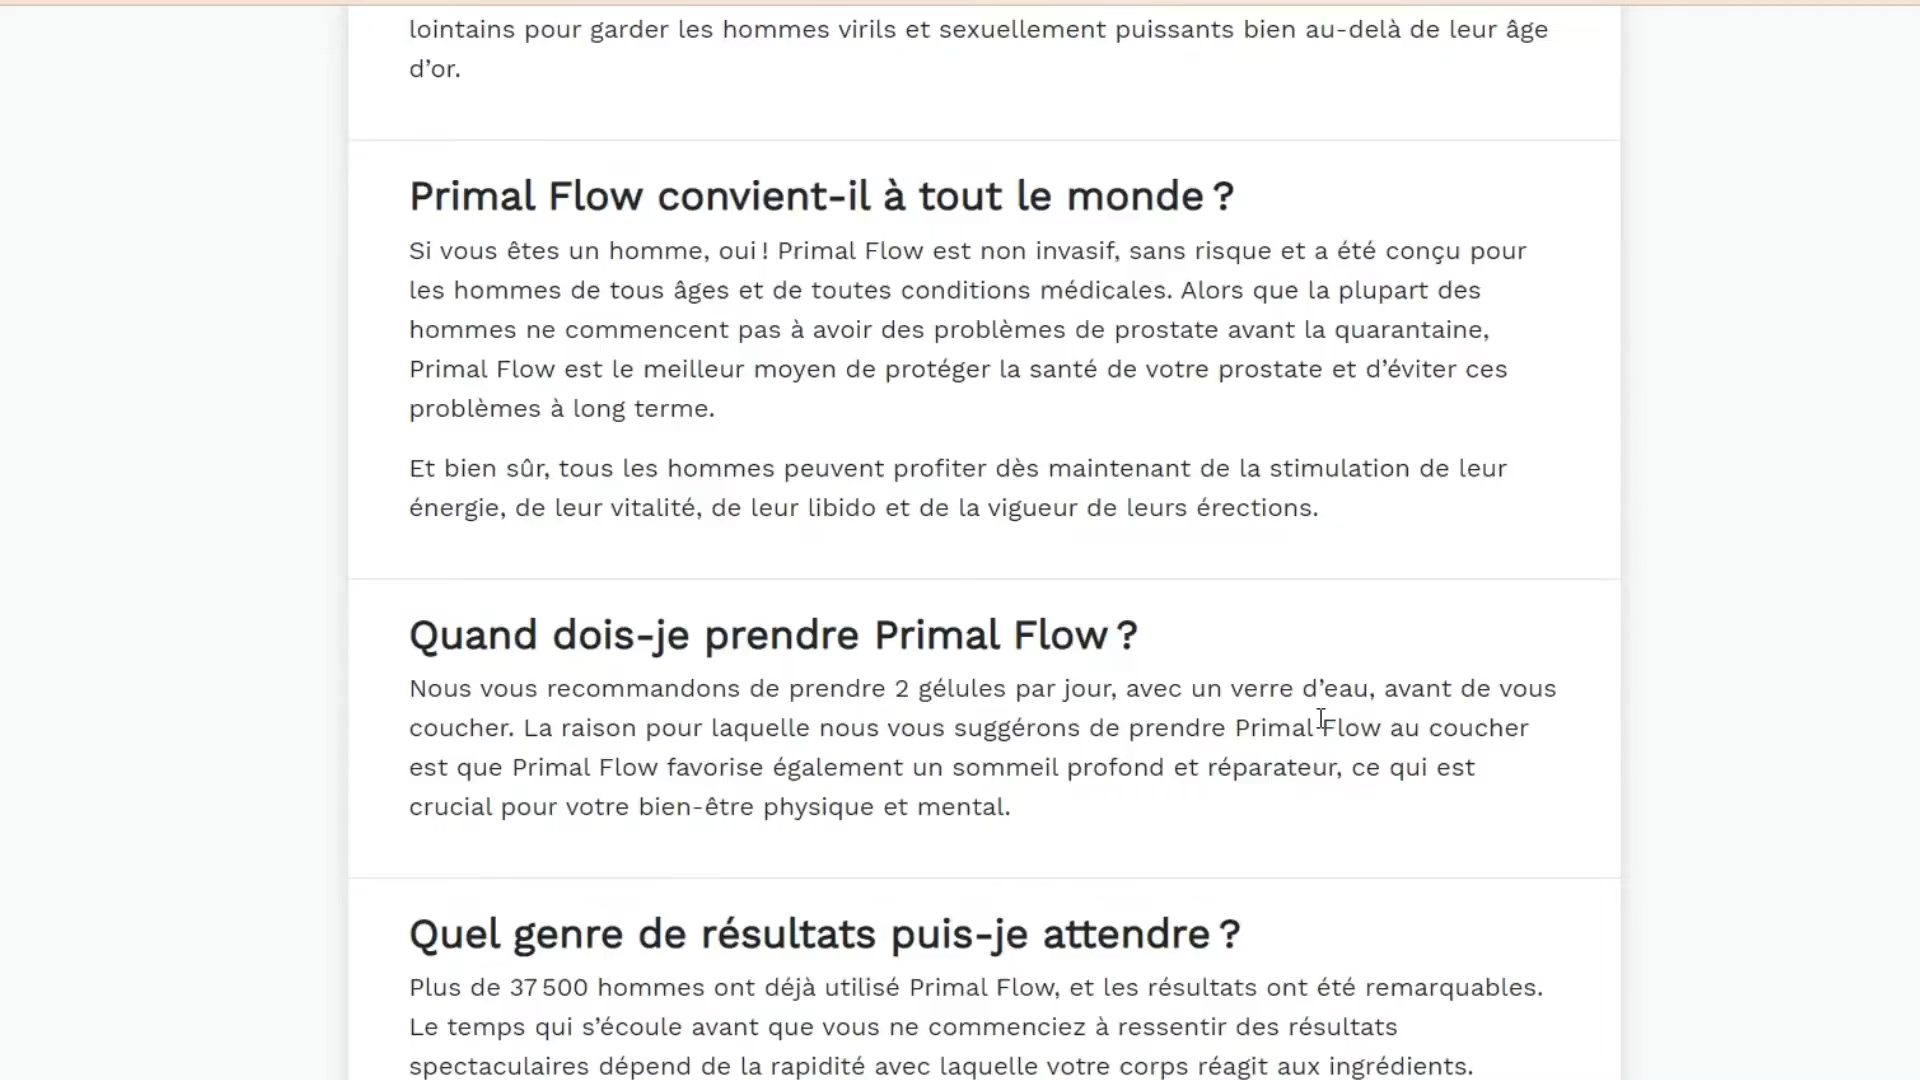 lointains pour garder les hommes virils et sexuellement puissants bien au-delà de leur âge
d’or.
Primal Flow convient-il à tout le monde ?
Si vous êtes un homme, oui ! Primal Flow est non invasif, sans risque et a été conçu pour
les hommes de tous âges et de toutes conditions médicales. Alors que la plupart des
hommes ne commencent pas à avoir des problèmes de prostate avant la quarantaine,
Primal Flow est le meilleur moyen de protéger la santé de votre prostate et d’éviter ces
problèmes à long terme.
Et bien sûr, tous les hommes peuvent profiter dès maintenant de la stimulation de leur
énergie, de leur vitalité, de leur libido et de la vigueur de leurs érections.
Quand dois-je prendre Primal Flow ?
Nous vous recommandons de prendre 2 gélules par jour, avec un verre d’eau, avant de vous
coucher. La raison pour laquelle nous vous suggérons de prendre Primal Flow au coucher
est que Primal Flow favorise également un sommeil profond et réparateur, ce qui est
crucial pour votre bien-être physique et mental.
Quel genre de résultats puis-je attendre ?
Plus de 37 500 hommes ont déjà utilisé Primal Flow, et les résultats ont été remarquables.
Le temps qui s’écoule avant que vous ne commenciez à ressentir des résultats
spectaculaires dépend de la rapidité avec laquelle votre corps réagit aux ingrédients.